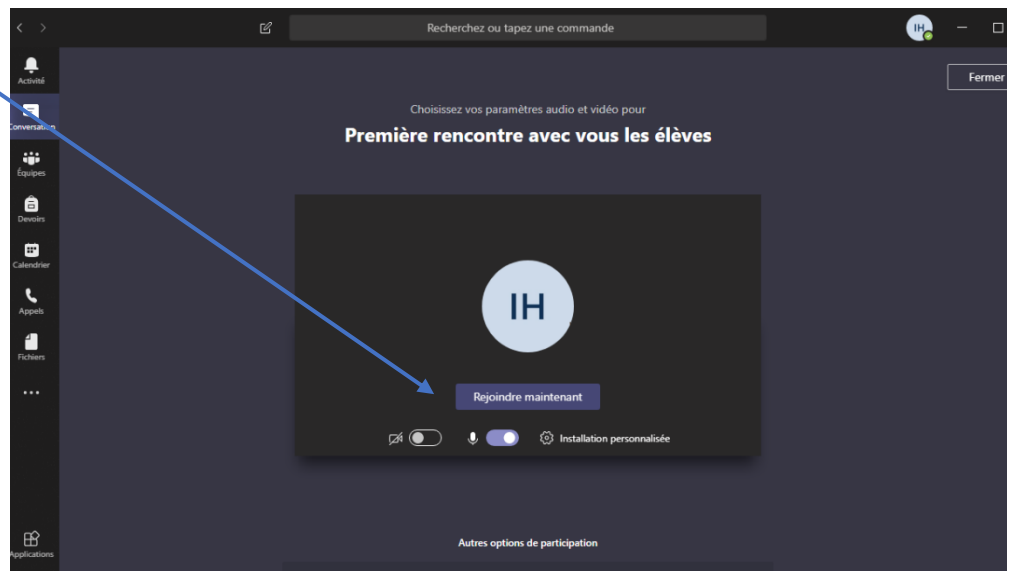 Recherchez ou tapez une commande
IH
Activité
Fermer
Conversation
Choisissez vos paramètres audio et vidéo pour
Première rencontre avec vous les élèves
Équipes
Devoirs
Calendrier
Appels
Fichiers
IH
Rejoindre maintenant
Installation personnalisée
Autres options de participation
Applications